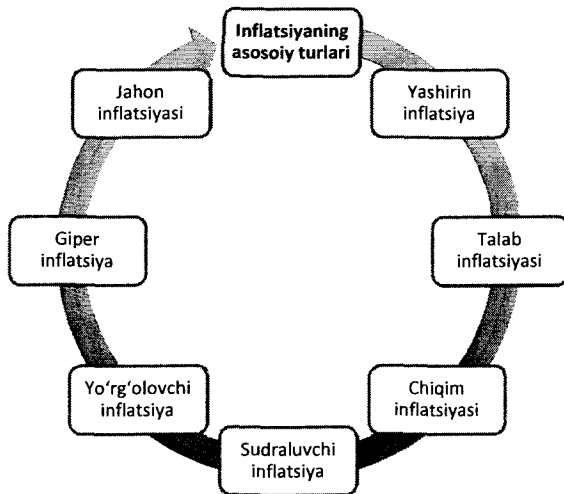 Inflatsiyaning
asosoiy turlari
Yashirin
inflatsiya
Talab
inflatsiyasi
Chiqim
inflatsiyasi
Sudraluvchi
inflatsiya
Yo‘rg‘olovchi
inflatsiya
Giper
inflatsiya
Jahon
inflatsiyasi